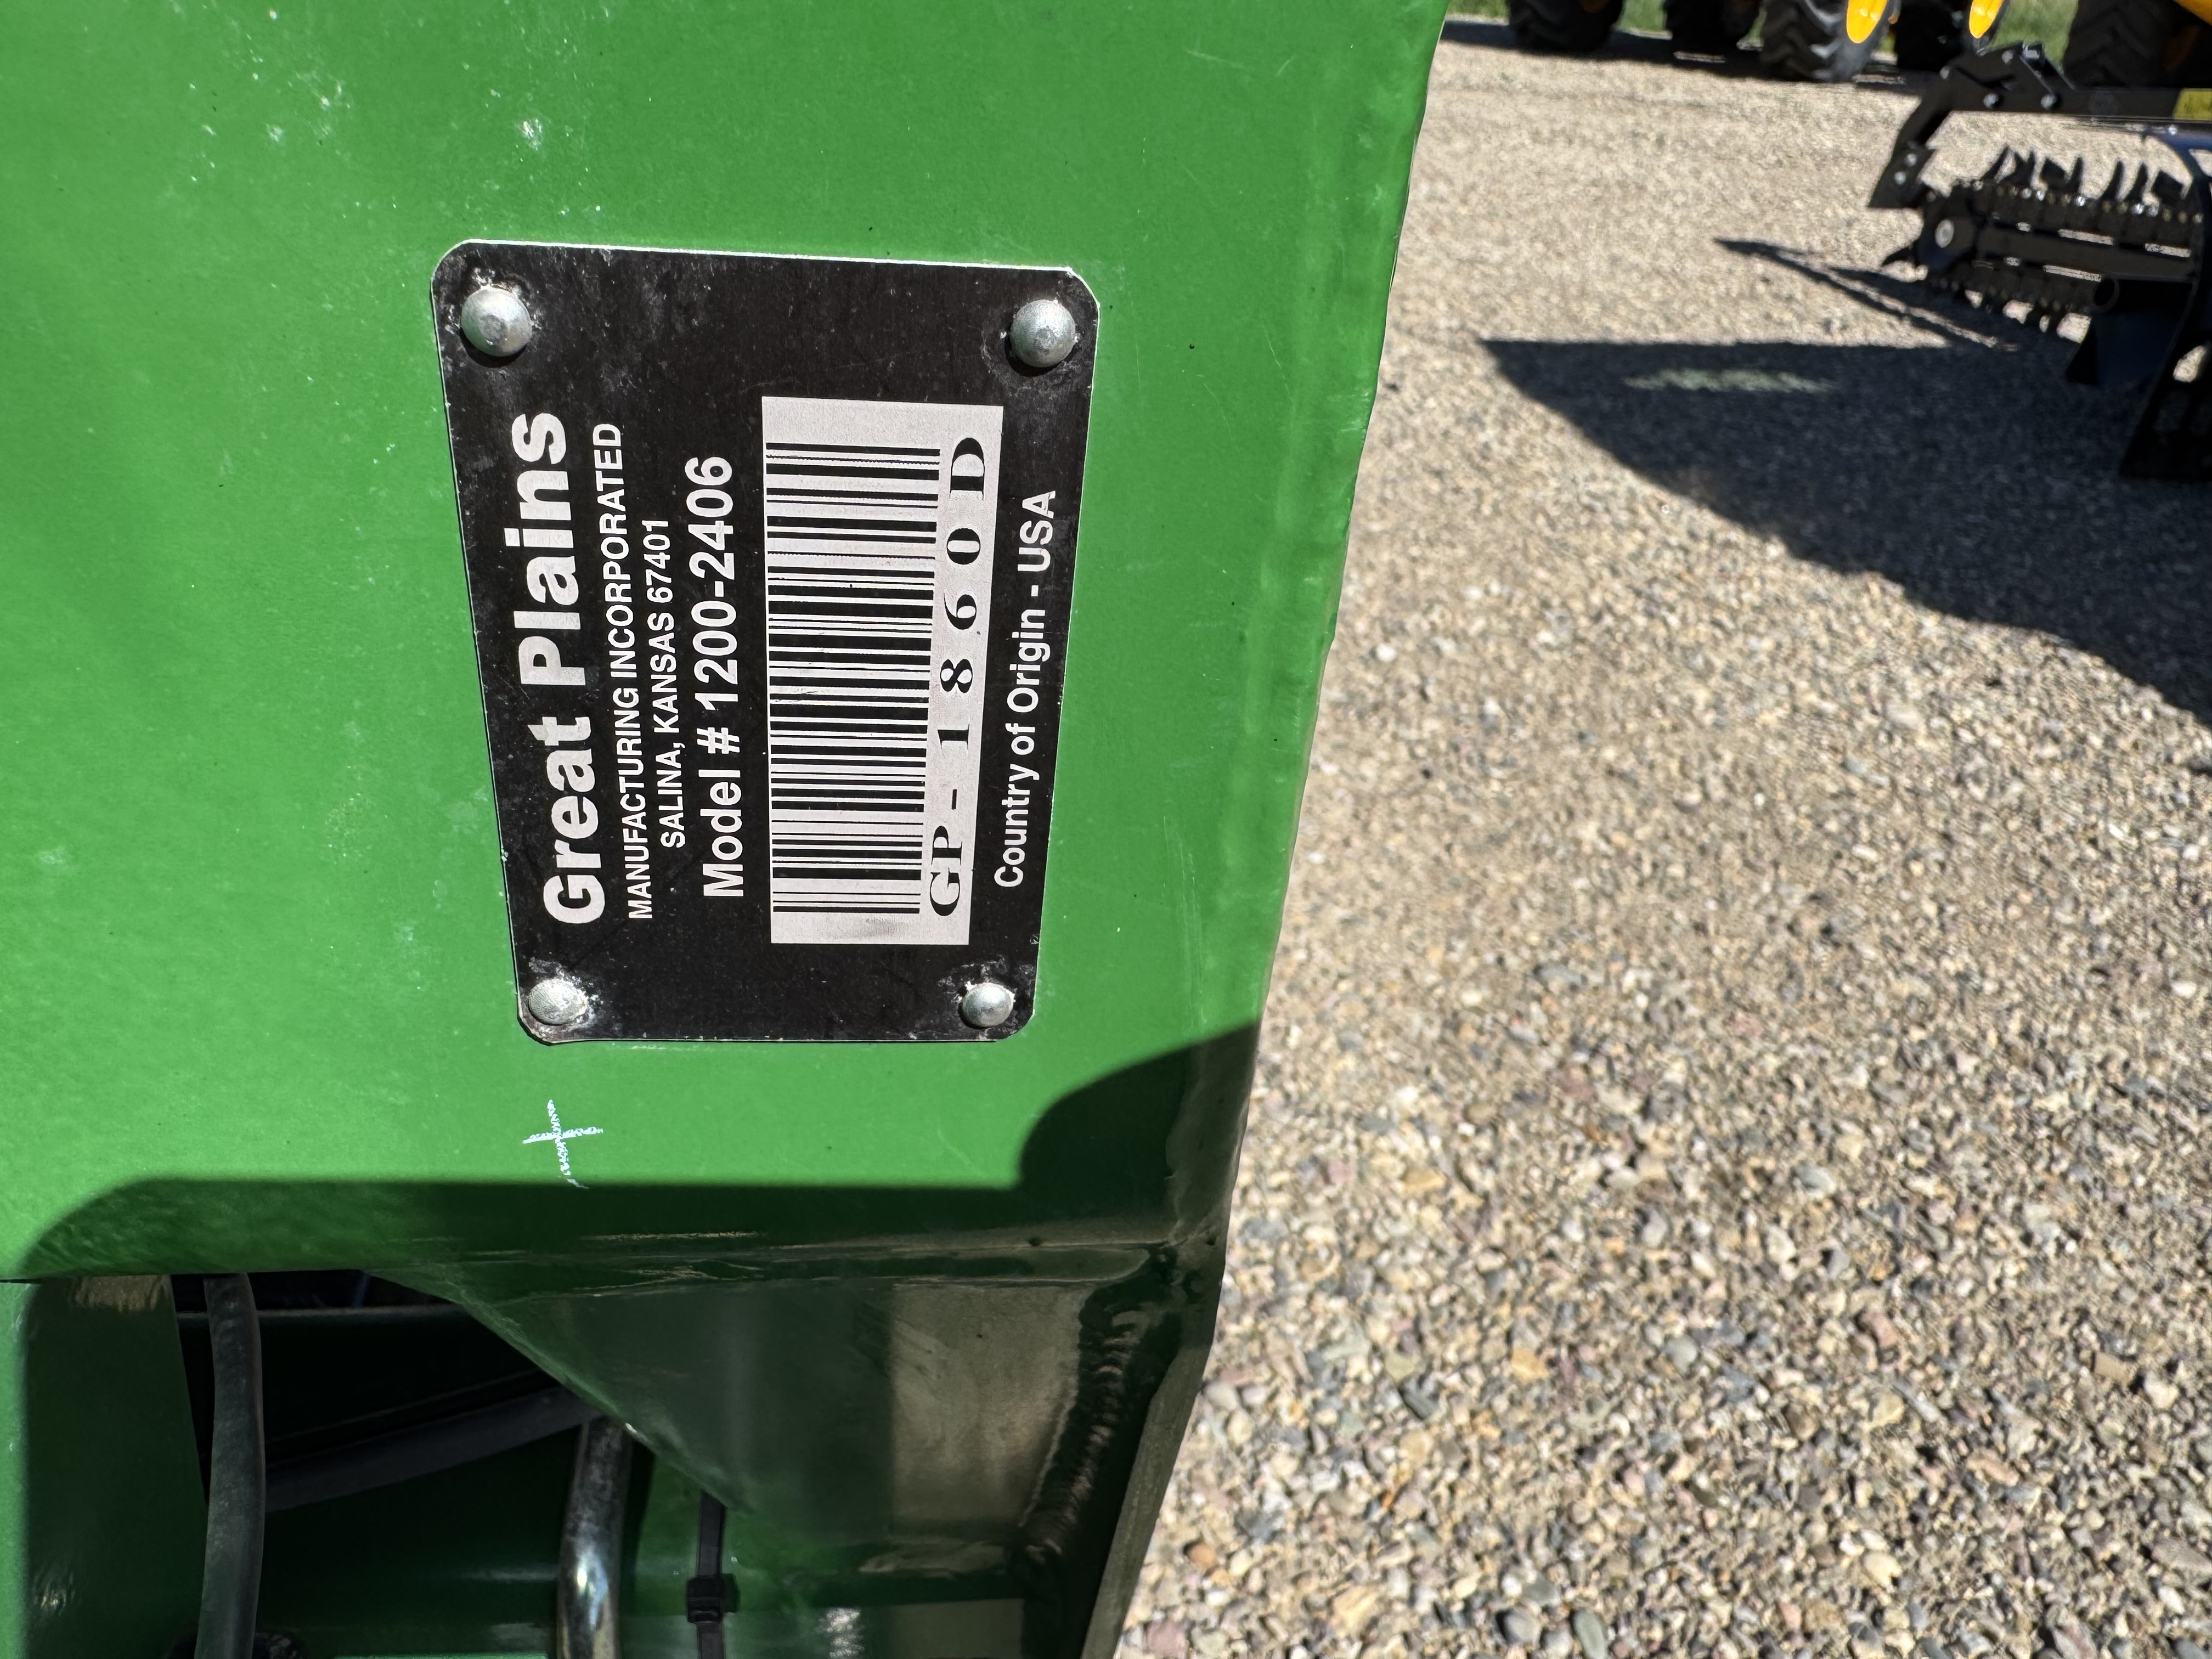 Great Plains
MANUFACTURING INCORPORATED
SALINA, KANSAS 67401
Model # 1200-2406
GP-1860D
Country of Origin - USA